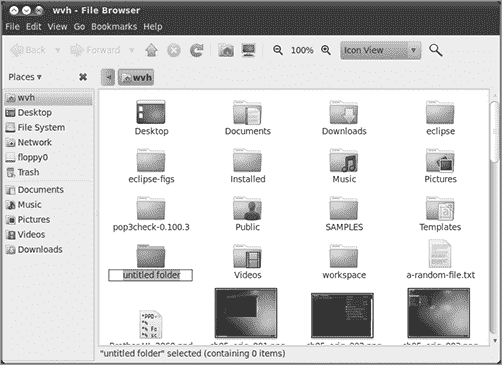 wvh - File Browser
File Edit View Go Bookmarks Help
Back Forward 100% Icon View
Places wvh
wvh
Desktop
File System
Network
floppy0
Trash
Documents
Music
Pictures
Videos
Downloads
Desktop Documents Downloads eclipse
eclipse-figs Installed Music Pictures
pop3check-0.100.3 Public SAMPLES Templates
untitled folder Videos workspace a-random-file.txt
"untitled folder" selected (containing 0 items)